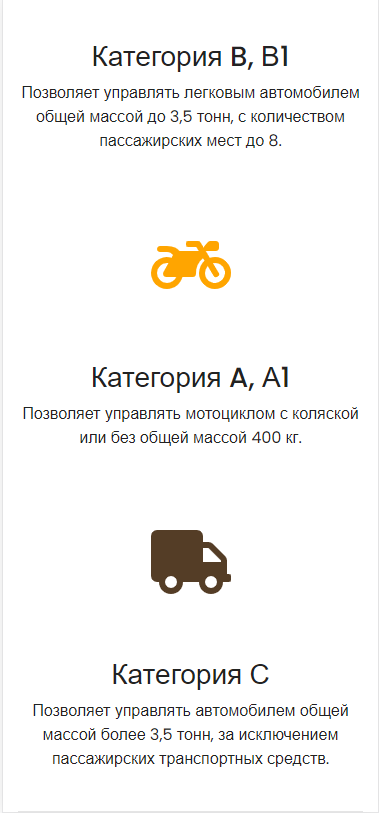 Категория B, B1
Позволяет управлять легковым автомобилем
общей массой до 3,5 тонн, с количеством
пассажирских мест до 8.
Категория A, A1
Позволяет управлять мотоциклом с коляской
или без общей массой 400 кг.
Категория C
Позволяет управлять автомобилем общей
массой более 3,5 тонн, за исключением
пассажирских транспортных средств.